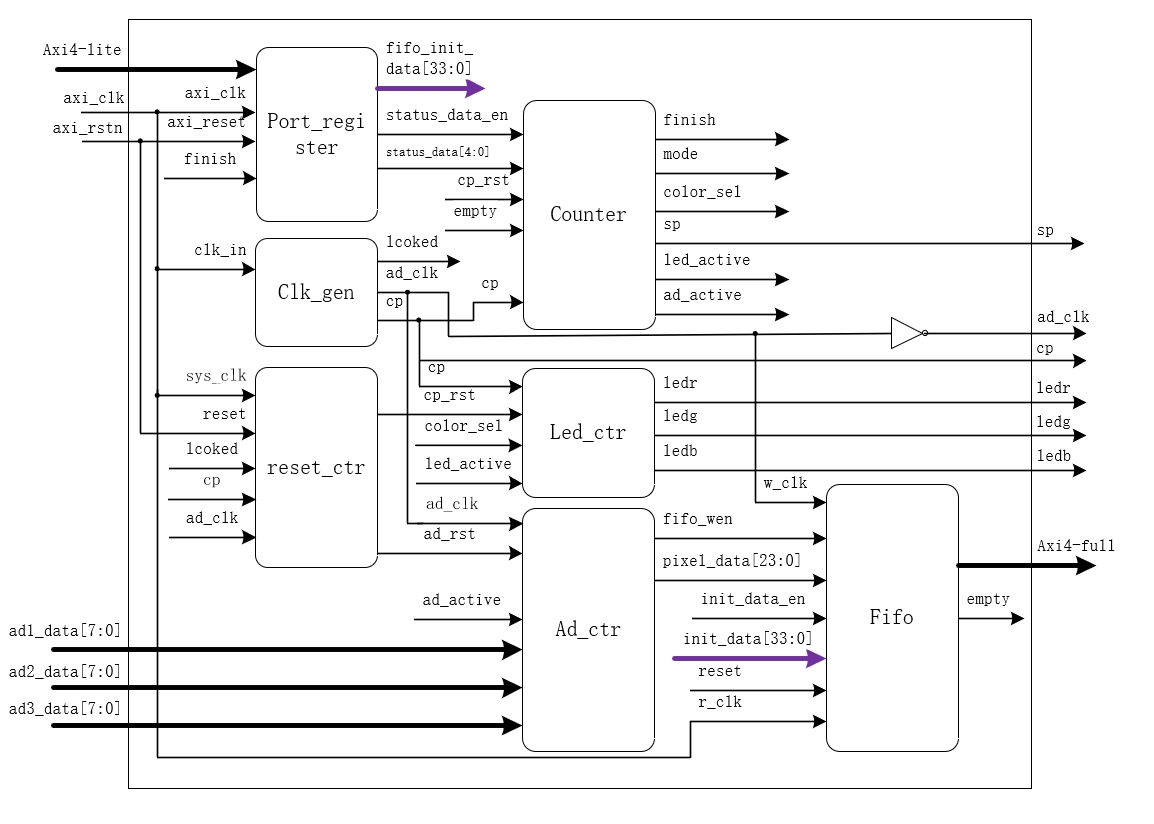 Axi4-lite
axi_clk
axi_rstn
axi_clk
axi_reset
finish
Port_regi
ster
fifo_init_
data[33:0]
status_data_en
status_data[4:0]
cp_rst
empty
Counter
finish
mode
color_sel
sp
led_active
ad_active
sp
clk_in
Clk_gen
lcoked
ad_clk
cp
cp
ad_clk
cp
sys_clk
reset
lcoked
cp
ad_clk
reset_ctr
cp
cp_rst
color_sel
led_active
Led_ctr
ledr
ledg
ledb
ledr
ledg
ledb
ad_clk
ad_rst
ad_active
ad1_data[7:0]
ad2_data[7:0]
ad3_data[7:0]
Ad_ctr
w_clk
fifo_wen
pixel_data[23:0]
init_data_en
init_data[33:0]
reset
r_clk
Fifo
Axi4-full
empty